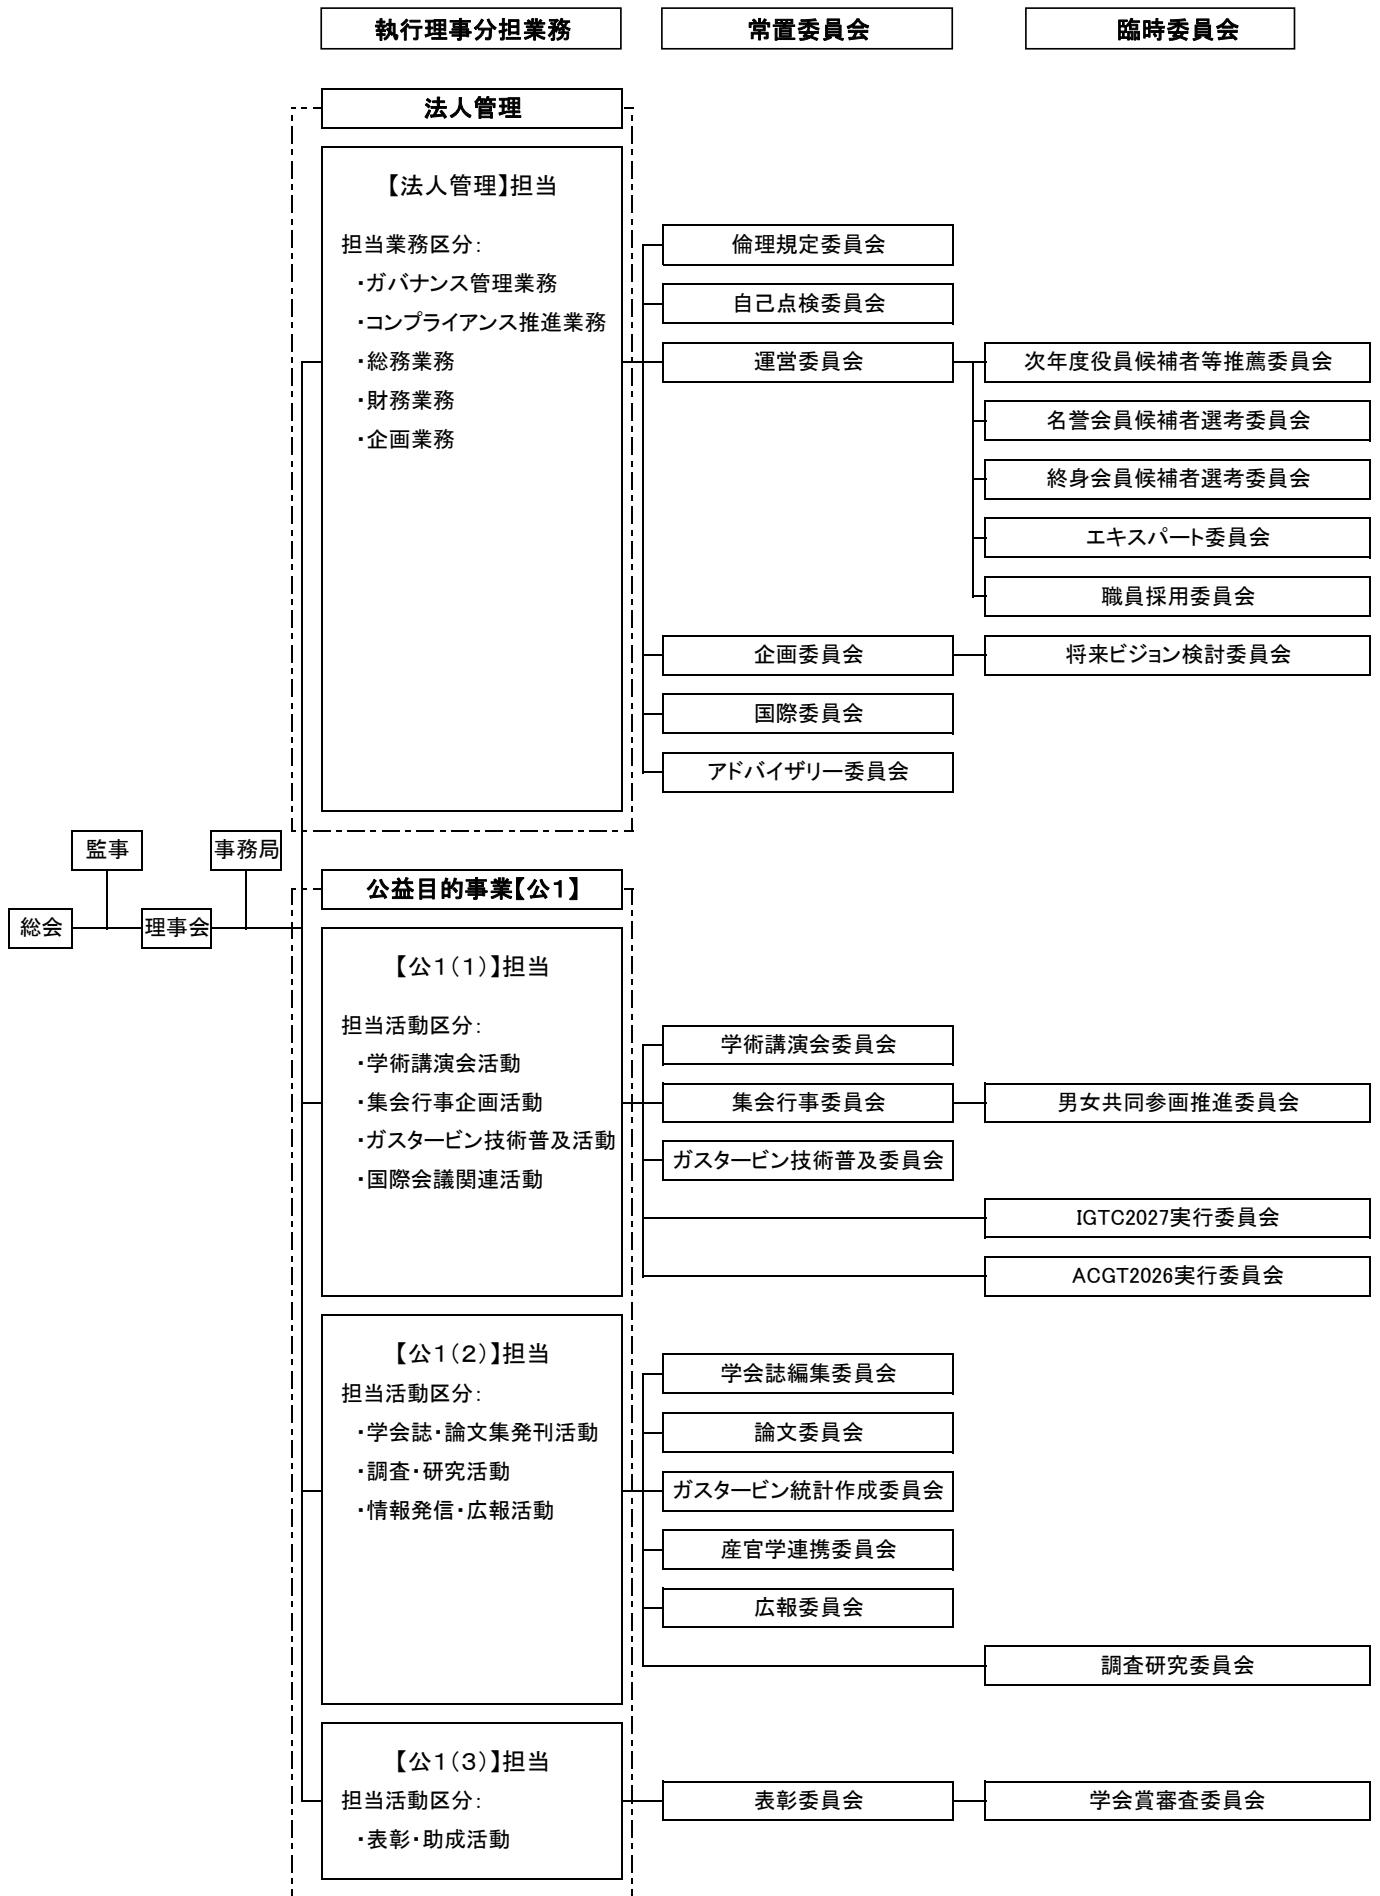 執行理事分担業務
常置委員会
臨時委員会
法人管理
【法人管理】担当
担当業務区分：
・ガバナンス管理業務
・コンプライアンス推進業務
・総務業務
・財務業務
・企画業務
倫理規定委員会
自己点検委員会
運営委員会
次年度役員候補者等推薦委員会
名誉会員候補者選考委員会
終身会員候補者選考委員会
エキスパート委員会
職員採用委員会
企画委員会
将来ビジョン検討委員会
国際委員会
アドバイザリー委員会
監事
事務局
総会
理事会
公益目的事業【公１】
【公１（１）】担当
担当活動区分：
・学術講演会活動
・集会行事企画活動
・ガスタービン技術普及活動
・国際会議関連活動
学術講演会委員会
集会行事委員会
男女共同参画推進委員会
ガスタービン技術普及委員会
IGTC2027実行委員会
ACGT2026実行委員会
【公１（２）】担当
担当活動区分：
・学会誌・論文集発刊活動
・調査・研究活動
・情報発信・広報活動
学会誌編集委員会
論文委員会
ガスタービン統計作成委員会
産官学連携委員会
広報委員会
調査研究委員会
【公１（３）】担当
担当活動区分：
・表彰・助成活動
表彰委員会
学会賞審査委員会